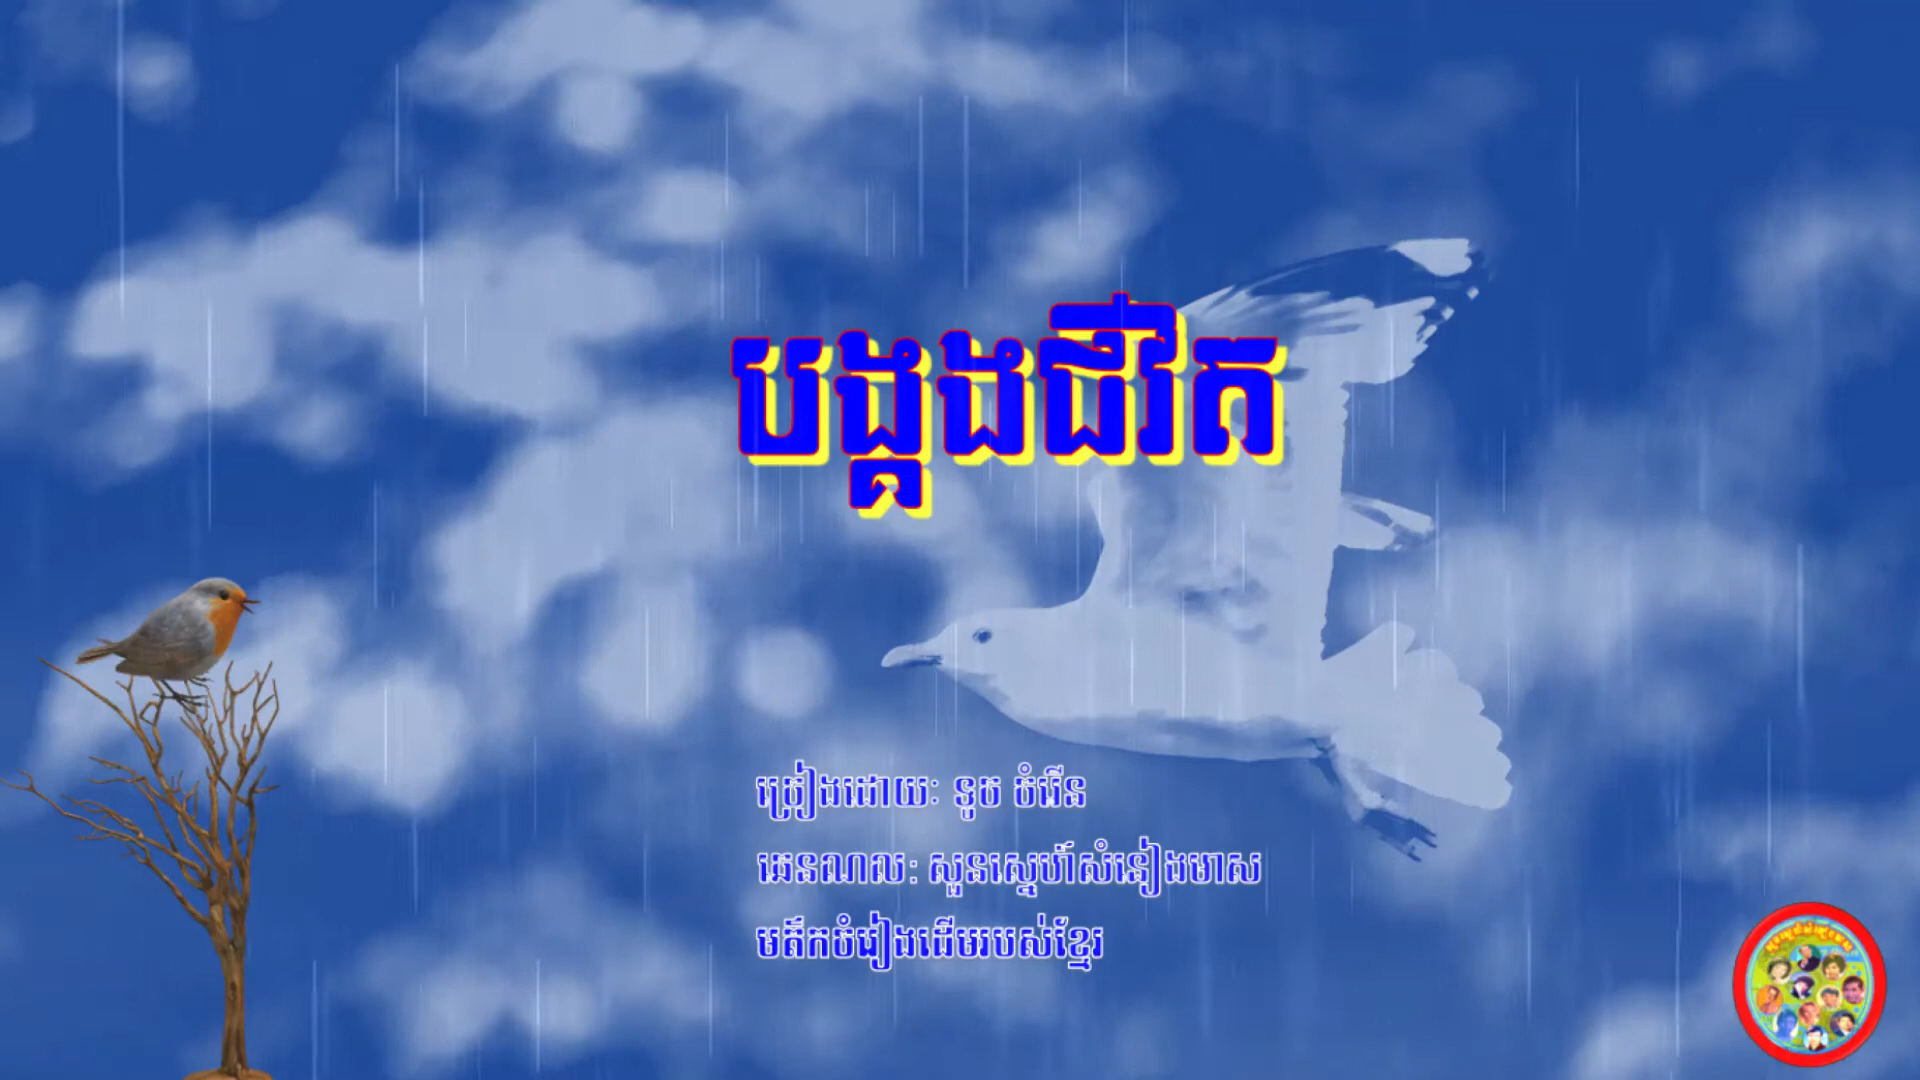 បង្គងជីវិត
ច្រៀងដោយៈ ទូច ចំរើន
ឆេនណល: សួនស្នេហ៍សំនៀងមាស
មតឹកចំរៀងដើមរបស់ខ្មែរ